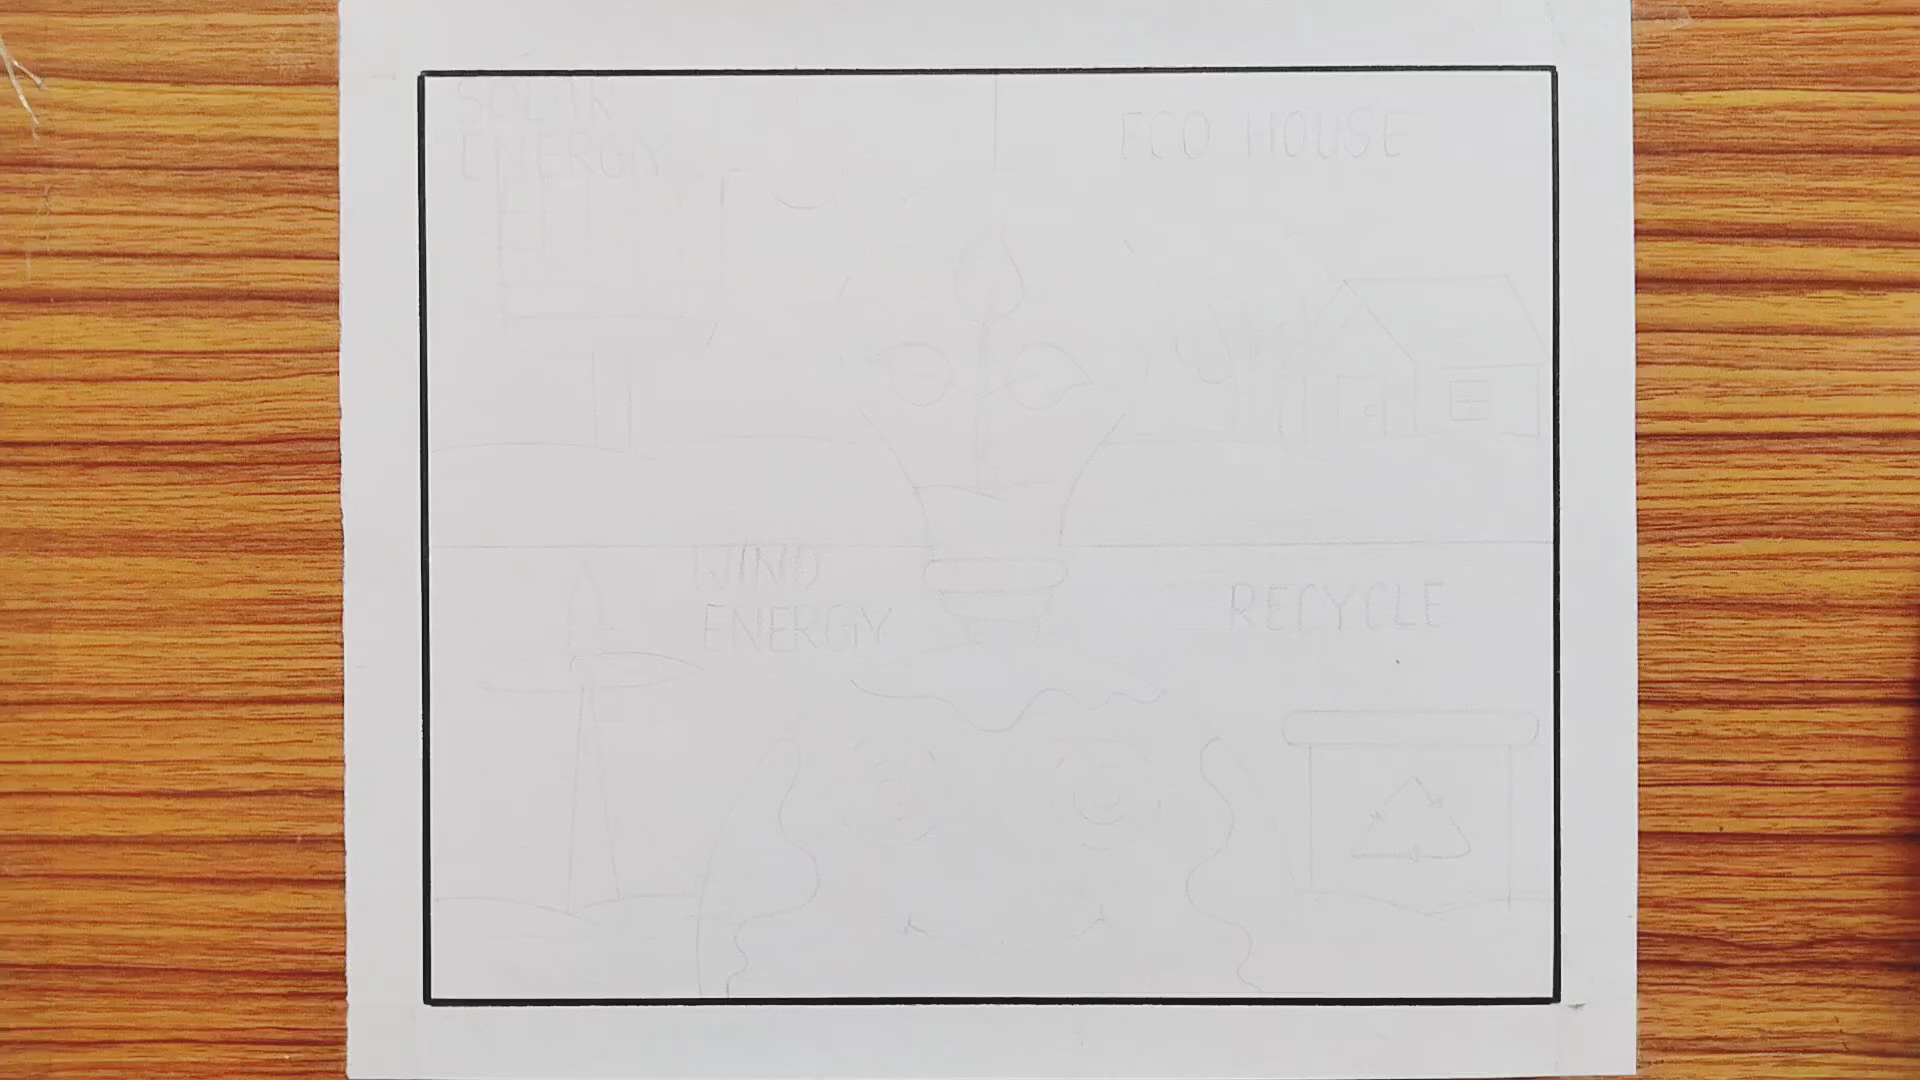 SOLAR
ENERGY
ECO HOUSE
WIND
ENERGY
RECYCLE